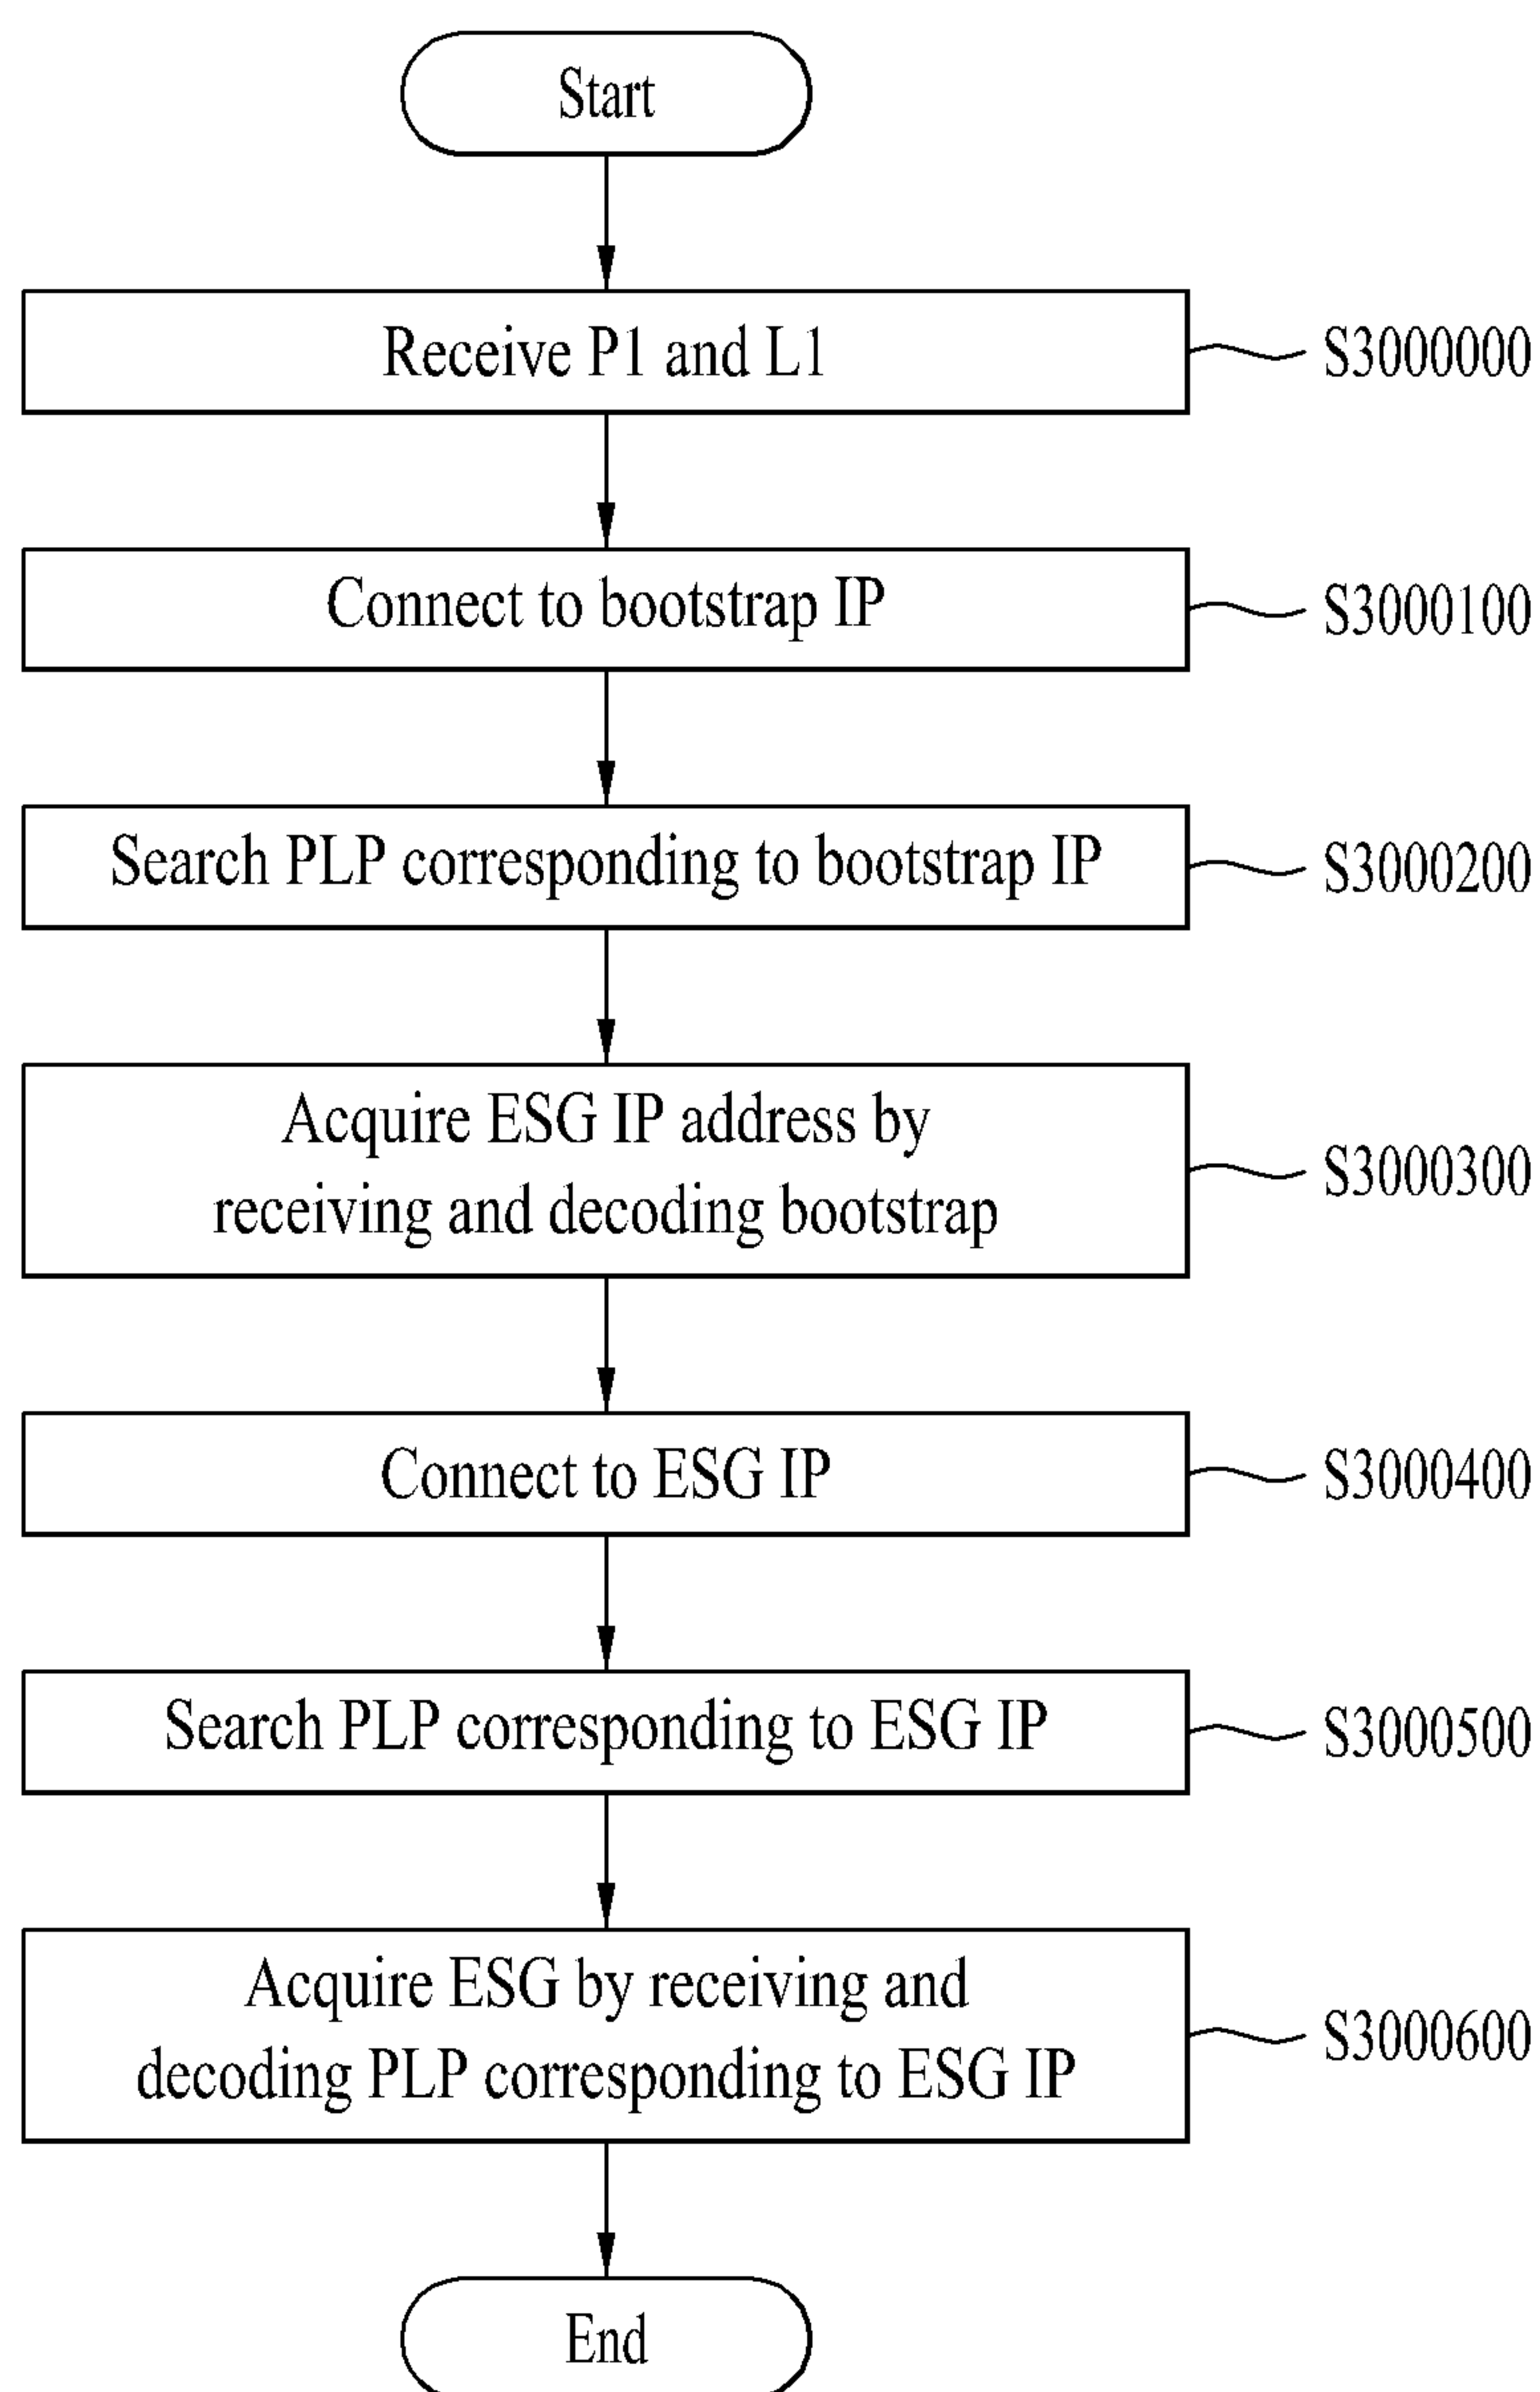 Start
Receive P1 and L1
S3000000
Connect to bootstrap IP
S3000100
Search PLP corresponding to bootstrap IP
S3000200
Acquire ESG IP address by
receiving and decoding bootstrap
S3000300
Connect to ESG IP
S3000400
Search PLP corresponding to ESG IP
S3000500
Acquire ESG by receiving and
decoding PLP corresponding to ESG IP
S3000600
End